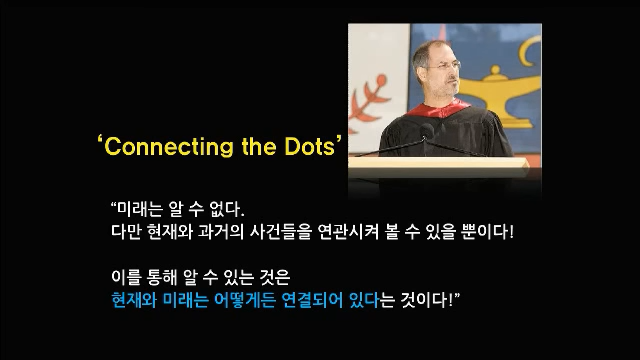 ‘Connecting the Dots’
“미래는 알 수 없다.
다만 현재와 과거의 사건들을 연관시켜 볼 수 있을 뿐이다!
이를 통해 알 수 있는 것은
현재와 미래는 어떻게든 연결되어 있다는 것이다!”